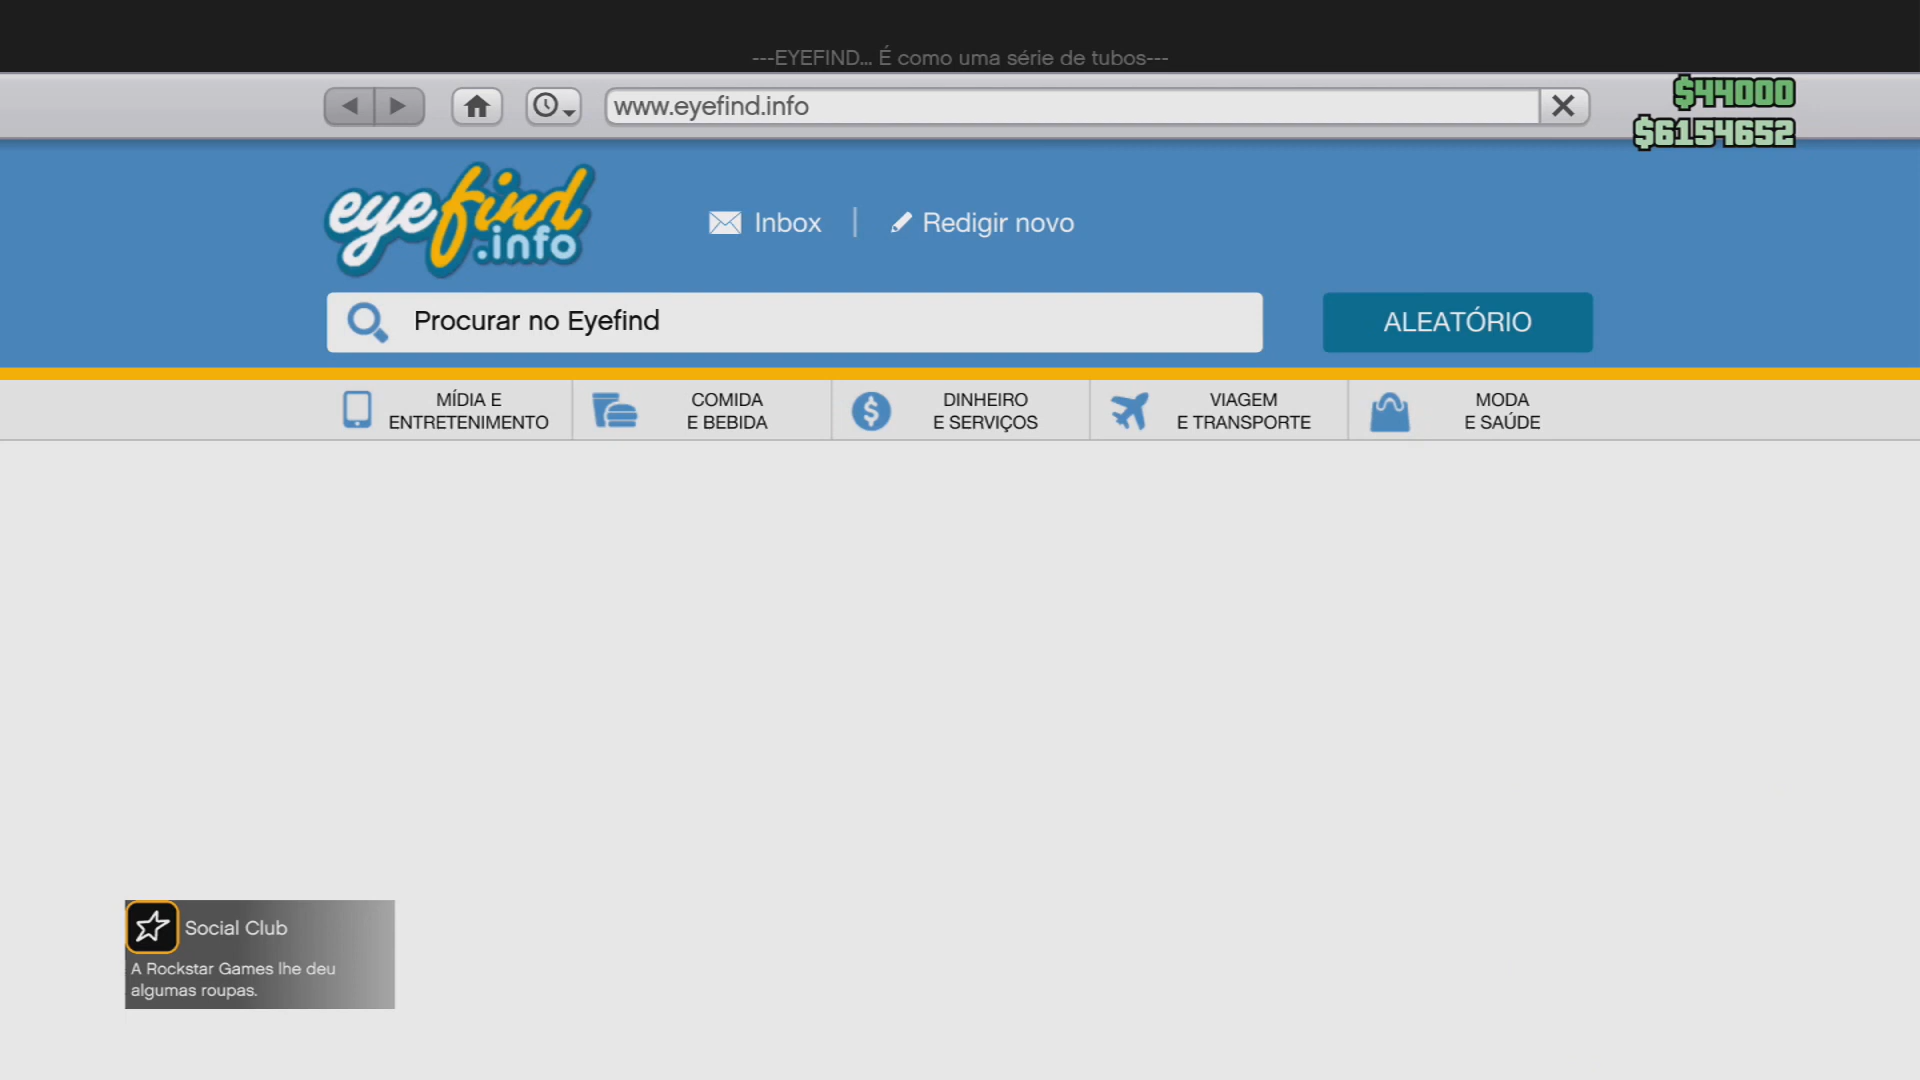 ---EYEFIND... É como uma série de tubos---
www.eyefind.info
$44000
$6154652
eyefind
.info
Inbox
Redigir novo
Procurar no Eyefind
ALEATÓRIO
MÍDIA E
ENTRETENIMENTO
COMIDA
E BEBIDA
DINHEIRO
E SERVIÇOS
VIAGEM
E TRANSPORTE
MODA
E SAÚDE
Social Club
A Rockstar Games lhe deu
algumas roupas.